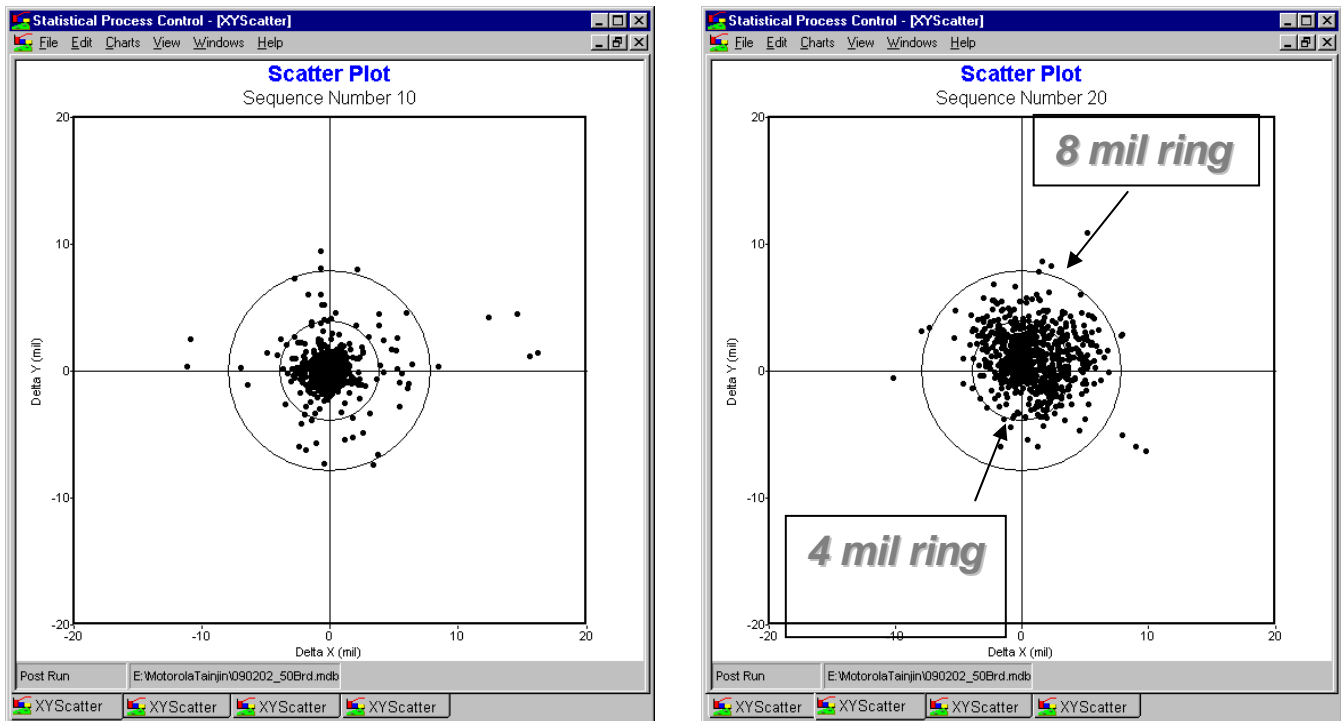 Statistical Process Control - [XYScatter]
File Edit Charts View Windows Help
Scatter Plot
Sequence Number 10
20
10
0
-10
-20
Delta Y (mil)
-20 -10 0 10 20
Delta X (mil)
Post Run E:\MotorolaTainjin\090202_50Brd.mdb
XYScatter XYScatter XYScatter XYScatter
Statistical Process Control - [XYScatter]
File Edit Charts View Windows Help
Scatter Plot
Sequence Number 20
8 mil ring
20
10
0
-10
-20
Delta Y (mil)
4 mil ring
-20 -10 0 10 20
Delta X (mil)
Post Run E:\MotorolaTainjin\090202_50Brd.mdb
XYScatter XYScatter XYScatter XYScatter